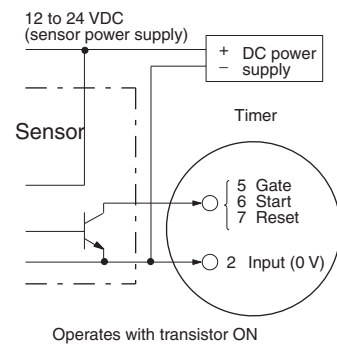 12 to 24 VDC
(sensor power supply)
+ DC power
− supply
Timer
Sensor
5 Gate
6 Start
7 Reset
2 Input (0 V)
Operates with transistor ON